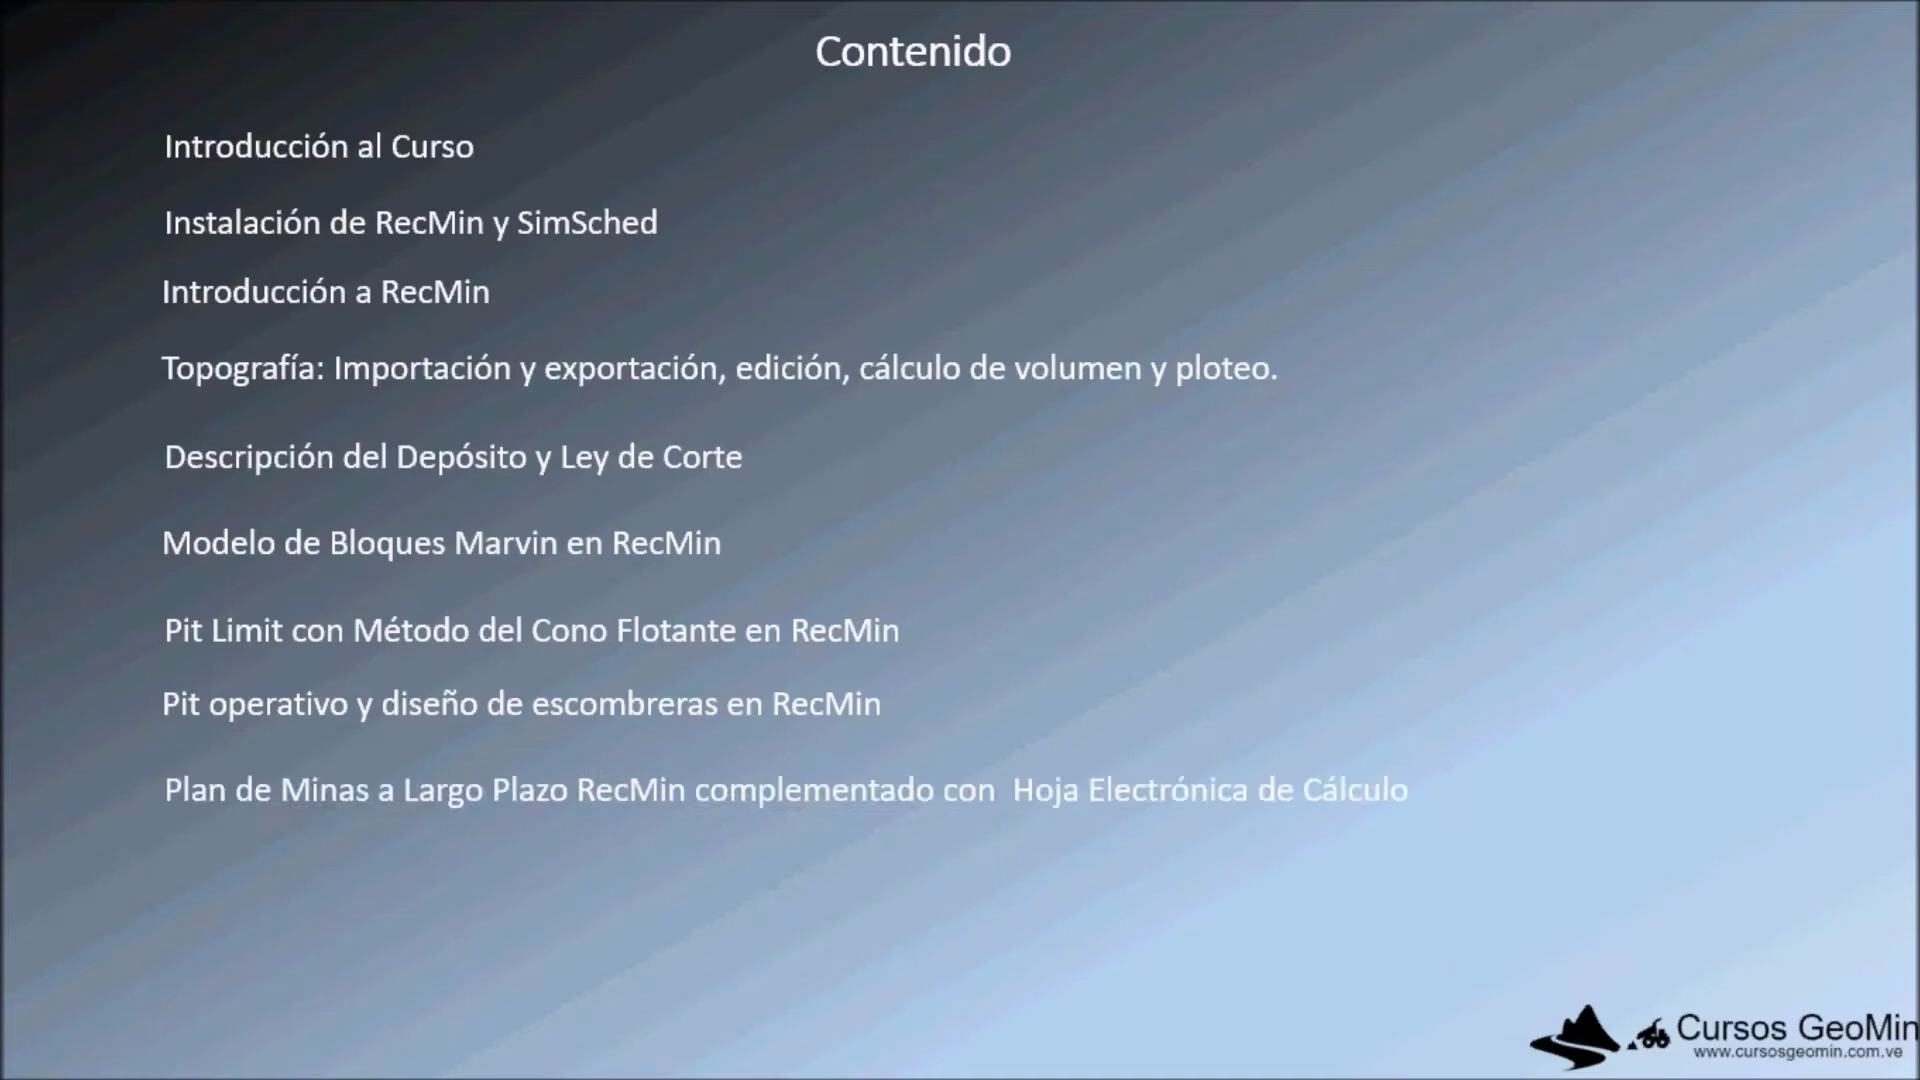 Contenido
Introducción al Curso
Instalación de RecMin y SimSched
Introducción a RecMin
Topografía: Importación y exportación, edición, cálculo de volumen y ploteo.
Descripción del Depósito y Ley de Corte
Modelo de Bloques Marvin en RecMin
Pit Limit con Método del Cono Flotante en RecMin
Pit operativo y diseño de escombreras en RecMin
Plan de Minas a Largo Plazo RecMin complementado con  Hoja Electrónica de Cálculo
Cursos GeoMin
www.cursosgeomin.com.ve